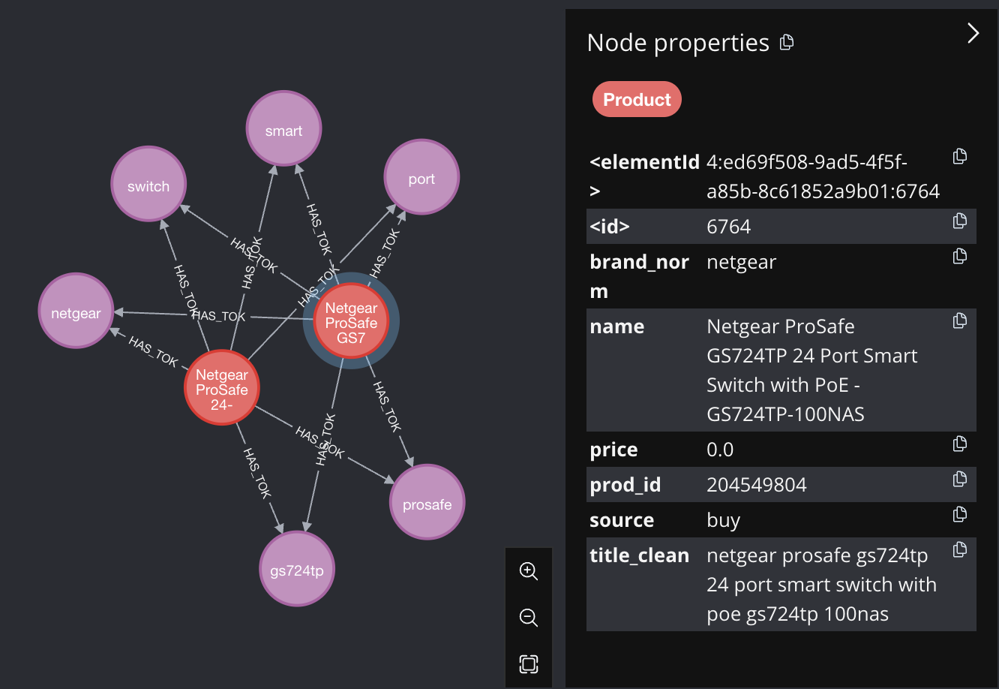 smart
switch
port
netgear
Netgear
ProSafe
GS7
Netgear
ProSafe
24-
prosafe
gs724tp
HAS_TOK
HAS_TOK
HAS_TOK
HAS_TOK
HAS_TOK
HAS_TOK
HAS_TOK
HAS_TOK
HAS_TOK
HAS_TOK
HAS_TOK
HAS_TOK
Node properties
Product
<elementId
>
4:ed69f508-9ad5-4f5f-
a85b-8c61852a9b01:6764
<id> 6764
brand_nor
m
netgear
name Netgear ProSafe
GS724TP 24 Port Smart
Switch with PoE -
GS724TP-100NAS
price 0.0
prod_id 204549804
source buy
title_clean netgear prosafe gs724tp
24 port smart switch with
poe gs724tp 100nas